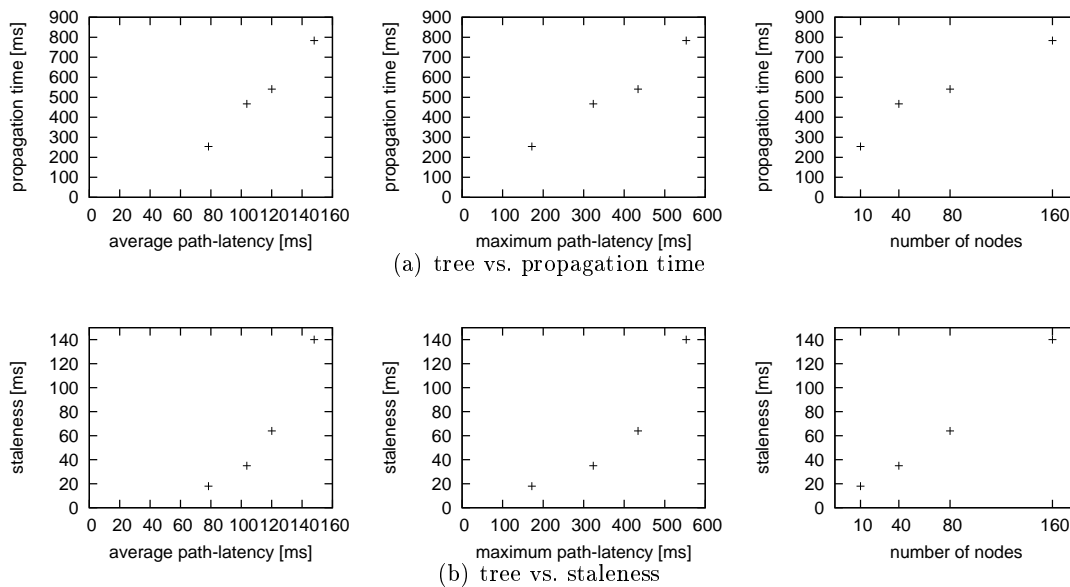 900
800
700
600
500
400
300
200
100
0
propagation time [ms]
0 20 40 60 80 100 120 140 160
average path-latency [ms]
900
800
700
600
500
400
300
200
100
0
propagation time [ms]
0 100 200 300 400 500 600
maximum path-latency [ms]
900
800
700
600
500
400
300
200
100
0
propagation time [ms]
10 40 80 160
number of nodes
(a) tree vs. propagation time
140
120
100
80
60
40
20
0
staleness [ms]
0 20 40 60 80 100 120 140 160
average path-latency [ms]
140
120
100
80
60
40
20
0
staleness [ms]
0 100 200 300 400 500 600
maximum path-latency [ms]
140
120
100
80
60
40
20
0
staleness [ms]
10 40 80 160
number of nodes
(b) tree vs. staleness